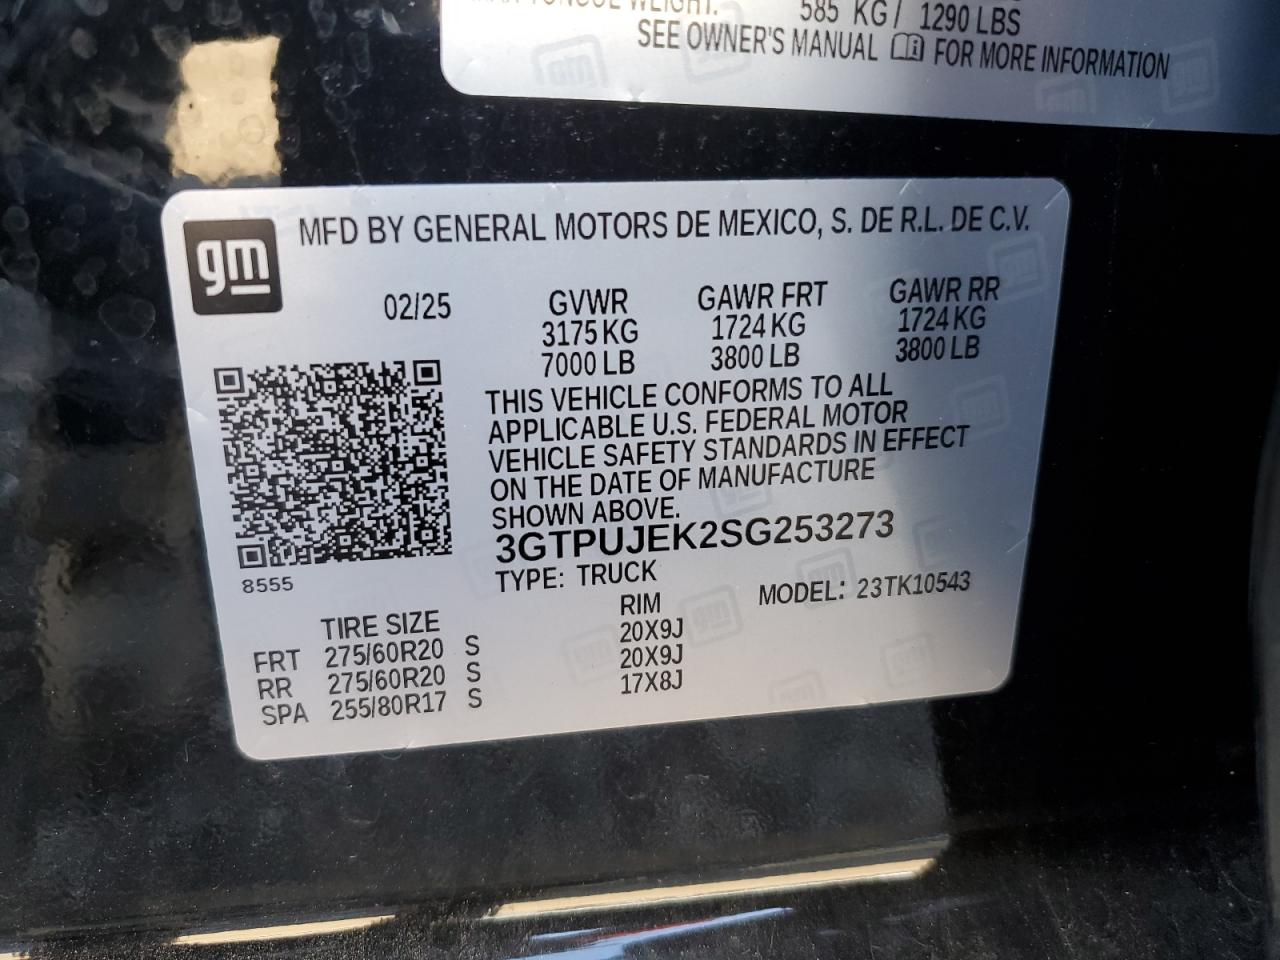 585 KG / 1290 LBS
SEE OWNER'S MANUAL FOR MORE INFORMATION
gm
MFD BY GENERAL MOTORS DE MEXICO, S. DE R.L. DE C.V.
02/25 GVWR GAWR FRT GAWR RR
3175 KG 1724 KG 1724 KG
7000 LB 3800 LB 3800 LB
THIS VEHICLE CONFORMS TO ALL
APPLICABLE U.S. FEDERAL MOTOR
VEHICLE SAFETY STANDARDS IN EFFECT
ON THE DATE OF MANUFACTURE
SHOWN ABOVE.
3GTPUJEK2SG253273
8555
TYPE: TRUCK MODEL: 23TK10543
TIRE SIZE RIM
FRT 275/60R20 S 20X9J
RR 275/60R20 S 20X9J
SPA 255/80R17 S 17X8J